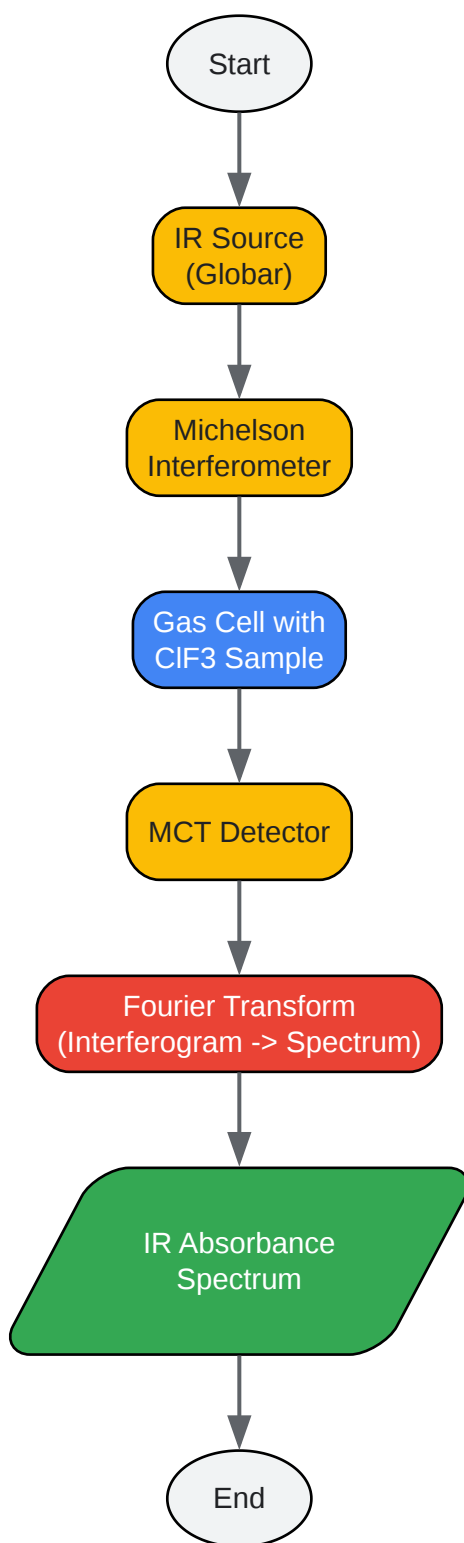 Start
IR Source
(Globar)
Michelson
Interferometer
Gas Cell with
ClF3 Sample
MCT Detector
Fourier Transform
(Interferogram -> Spectrum)
IR Absorbance
Spectrum
End